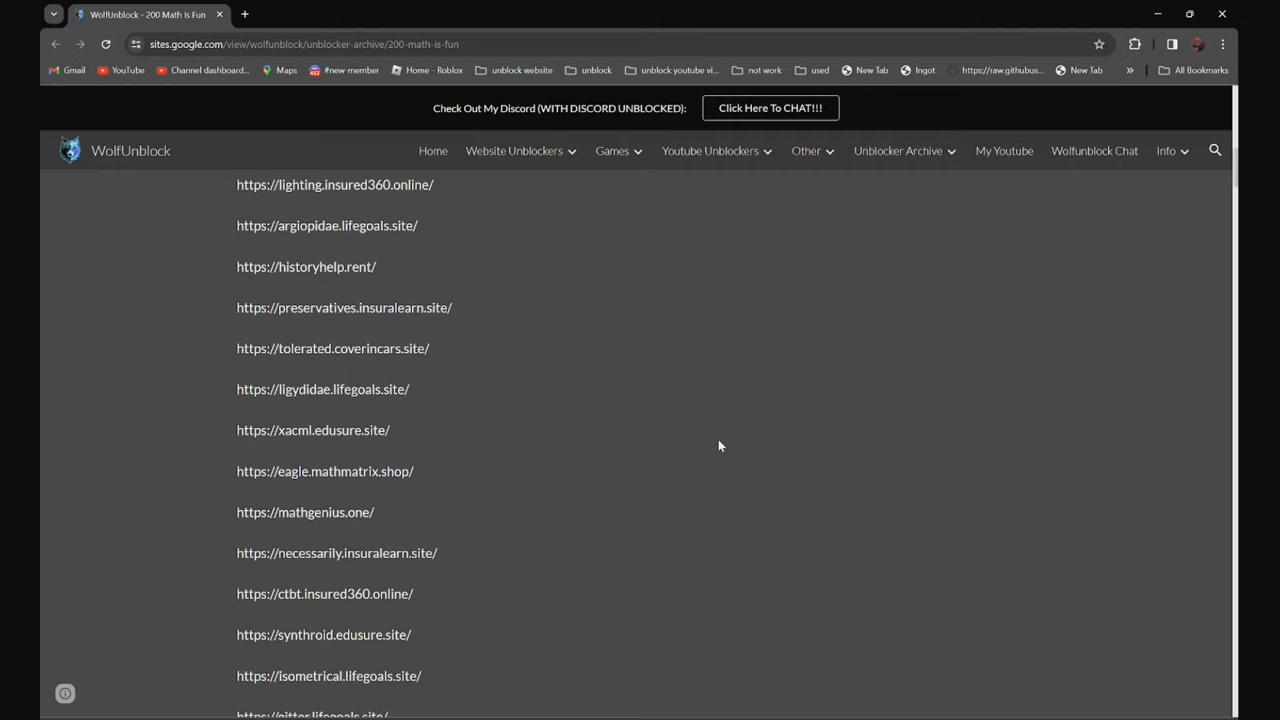 WolfUnblock - 200 Math Is Fun
sites.google.com/view/wolfunblock/unblocker-archive/200-math-is-fun
Gmail YouTube Channel dashboard... Maps #new-member Home - Roblox unblock website unblock unblock youtube vi... not work used New Tab Ingot https://raw.githubus... New Tab » All Bookmarks
Check Out My Discord (WITH DISCORD UNBLOCKED): Click Here To CHAT!!!
WolfUnblock Home Website Unblockers Games Youtube Unblockers Other Unblocker Archive My Youtube Wolfunblock Chat Info
https://lighting.insured360.online/
https://argiopidae.lifegoals.site/
https://historyhelp.rent/
https://preservatives.insuralearn.site/
https://tolerated.coverincars.site/
https://ligydidae.lifegoals.site/
https://xacml.edusure.site/
https://eagle.mathmatrix.shop/
https://mathgenius.one/
https://necessarily.insuralearn.site/
https://ctbt.insured360.online/
https://synthroid.edusure.site/
https://isometrical.lifegoals.site/